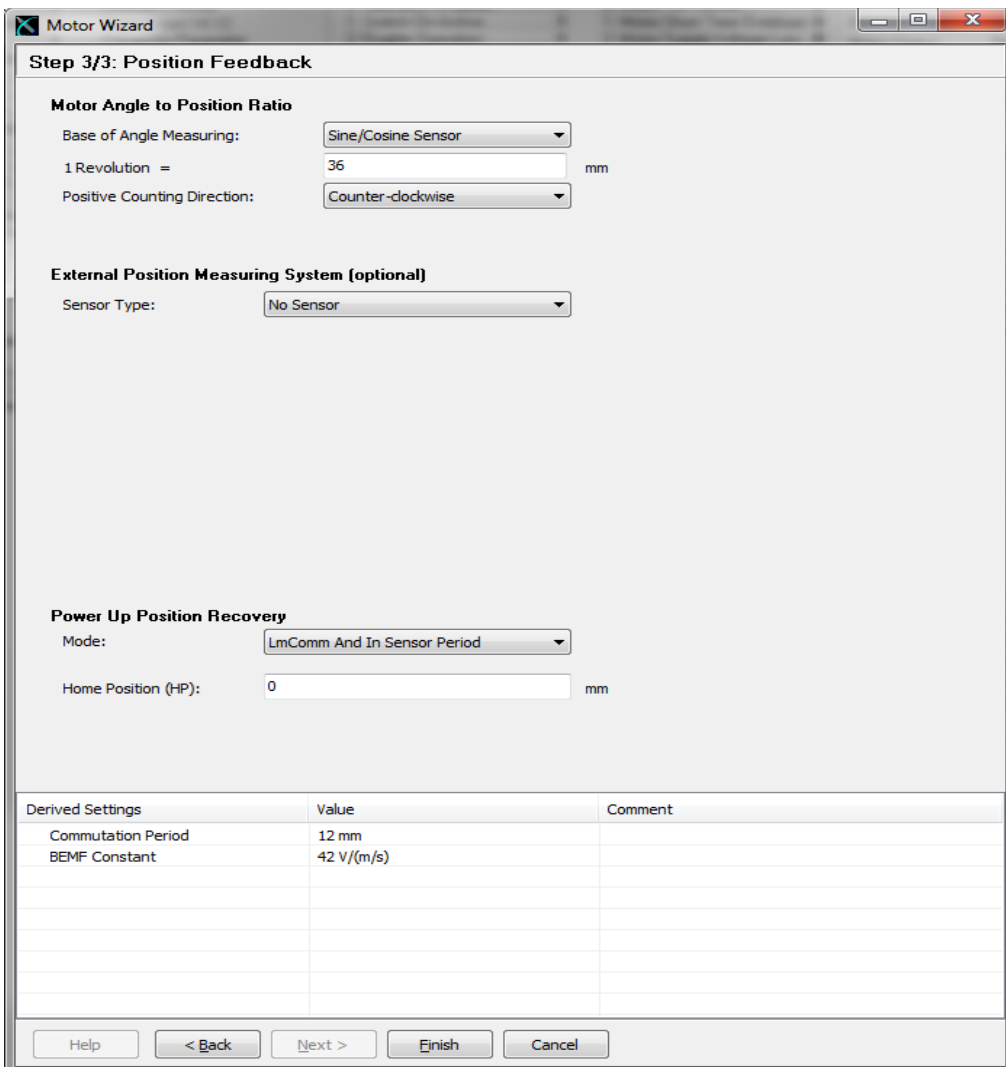 Motor Wizard
Step 3/3: Position Feedback
Motor Angle to Position Ratio
Base of Angle Measuring: Sine/Cosine Sensor
1 Revolution = 36 mm
Positive Counting Direction: Counter-clockwise
External Position Measuring System (optional)
Sensor Type: No Sensor
Power Up Position Recovery
Mode: LmComm And In Sensor Period
Home Position (HP): 0 mm
Derived Settings Value Comment
Commutation Period 12 mm
BEMF Constant 42 V/(m/s)
Help < Back Next > Finish Cancel